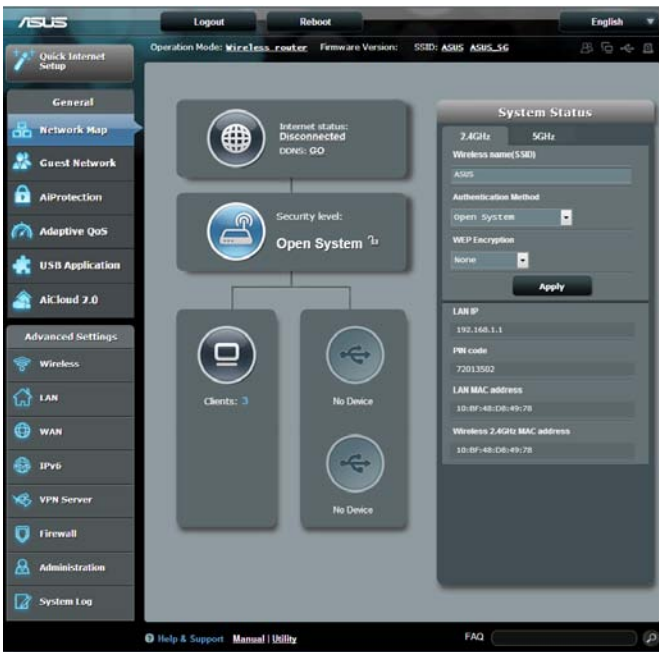 ASUS
Logout
Reboot
English
Quick Internet
Setup
Operation Mode: Wireless router Firmware Version: SSID: ASUS ASUS_5G
General
Network Map
Guest Network
AiProtection
Adaptive QoS
USB Application
AiCloud 2.0
Advanced Settings
Wireless
LAN
WAN
IPv6
VPN Server
Firewall
Administration
System Log
Internet status:
Disconnected
DDNS: GO
Security level:
Open System
Clients: 3
No Device
No Device
System Status
2.4GHz
5GHz
Wireless name(SSID)
ASUS
Authentication Method
Open System
WEP Encryption
None
Apply
LAN IP
192.168.1.1
PIN code
72013502
LAN MAC address
10:BF:48:D8:49:78
Wireless 2.4GHz MAC address
10:BF:48:D8:49:78
Help & Support Manual | Utility
FAQ